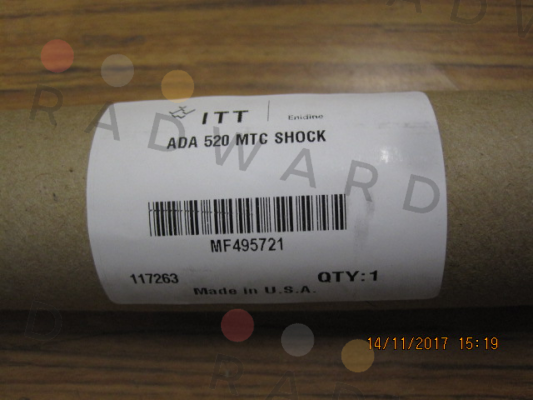 ITT Enidine
ADA 520 MTC SHOCK
MF495721
117263 QTY:1
Made in U.S.A.
RADWARD
14/11/2017 15:19